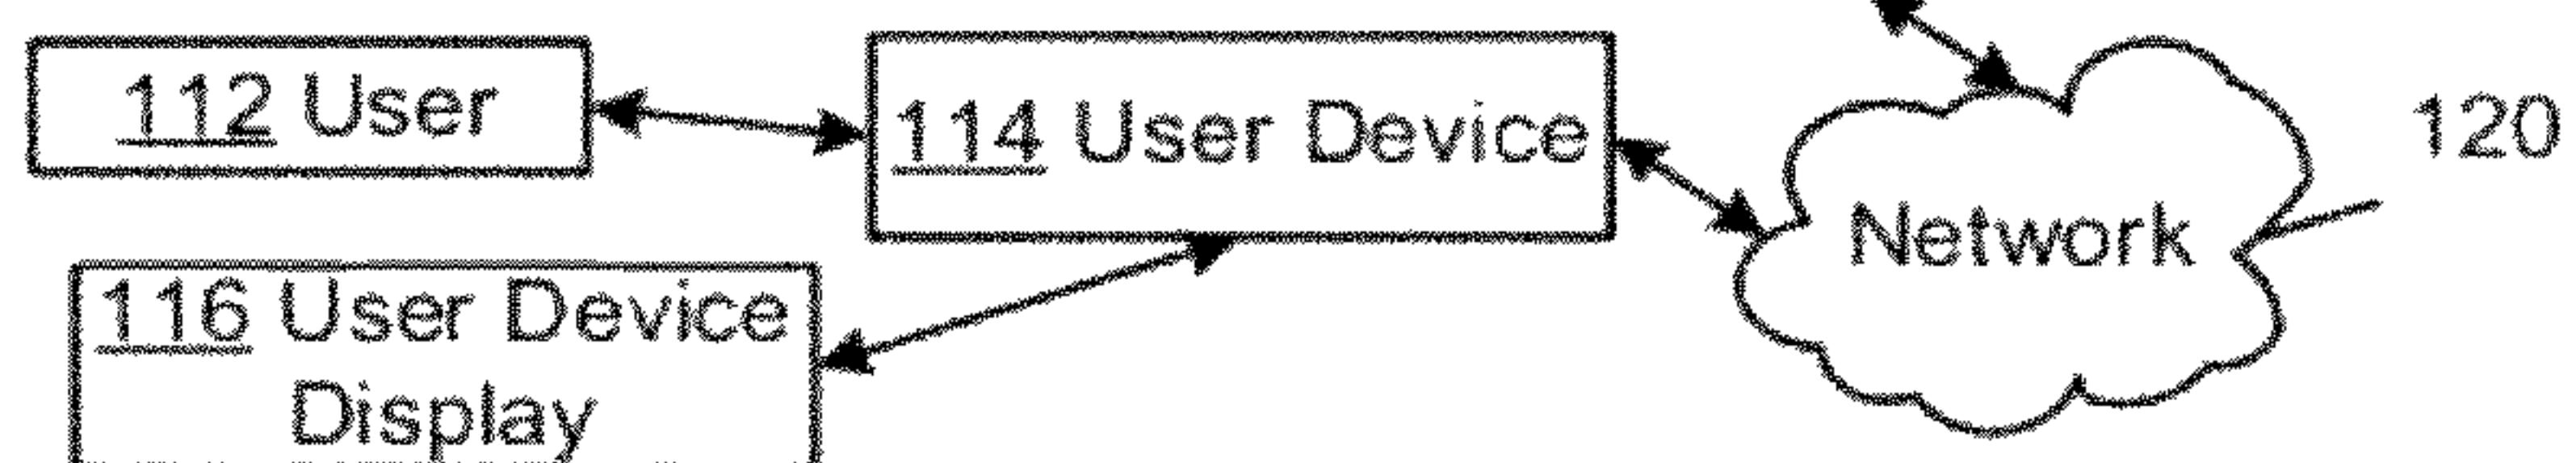 112 User
114 User Device
120
Network
116 User Device
Display